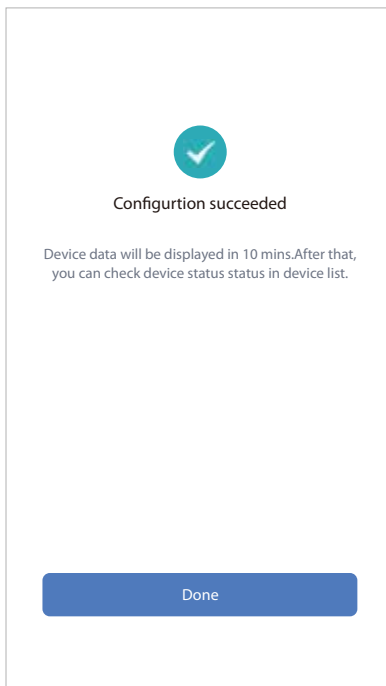 Configurtion succeeded
Device data will be displayed in 10 mins.After that,
you can check device status status in device list.
Done